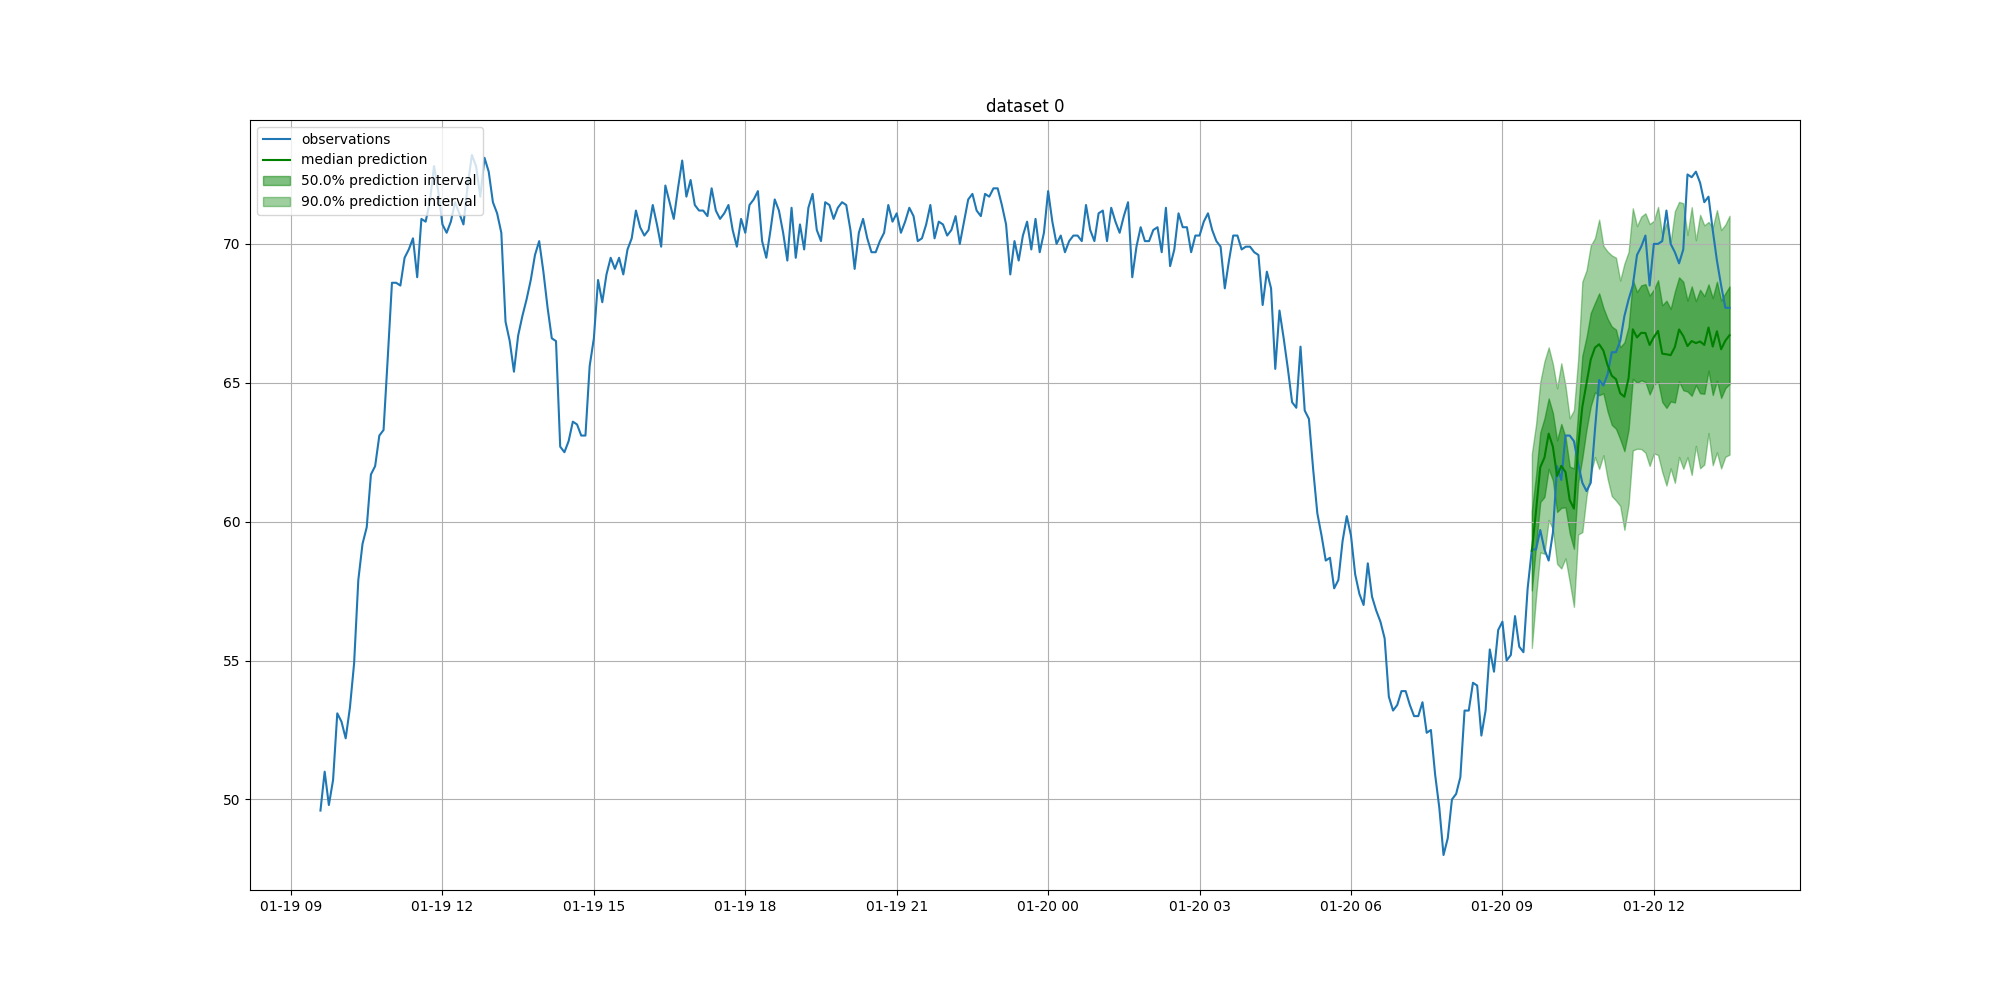 dataset 0
observations
median prediction
50.0% prediction interval
90.0% prediction interval
70
65
60
55
50
01-19 09 01-19 12 01-19 15 01-19 18 01-19 21 01-20 00 01-20 03 01-20 06 01-20 09 01-20 12